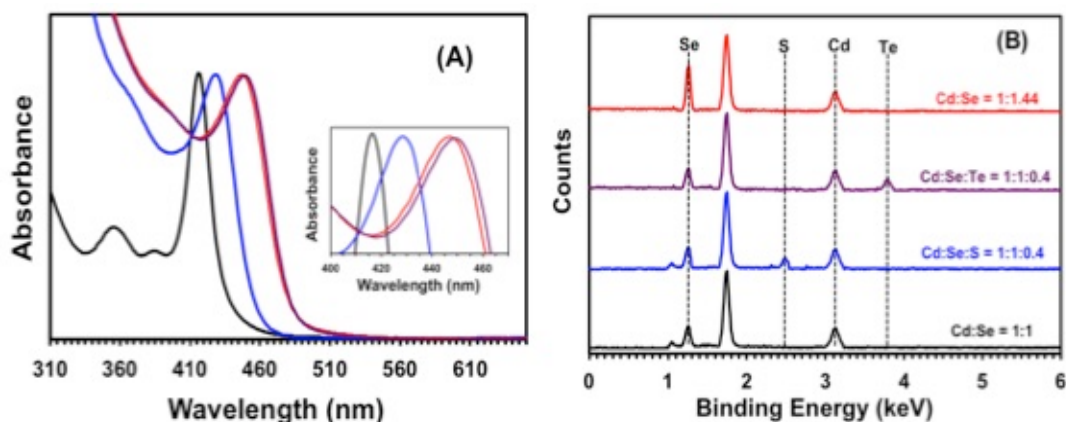 (A)
Absorbance
Absorbance
400 420 440 460
Wavelength (nm)
310 360 410 460 510 560 610
Wavelength (nm)
(B)
Se S Cd Te
Cd:Se = 1:1.44
Cd:Se:Te = 1:1:0.4
Cd:Se:S = 1:1:0.4
Cd:Se = 1:1
Counts
0 1 2 3 4 5 6
Binding Energy (keV)